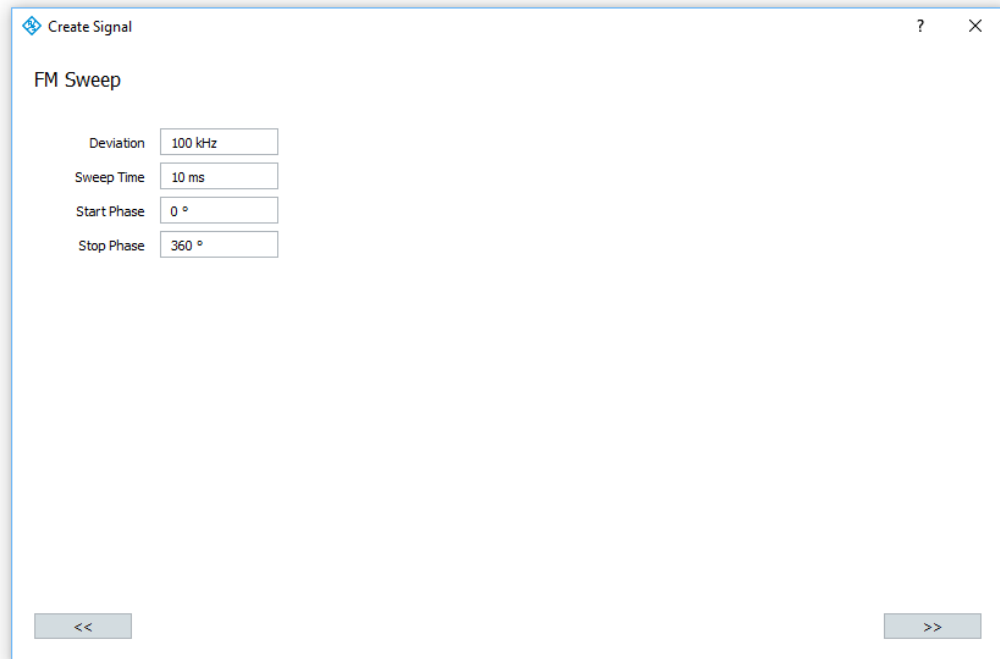 Create Signal ?
FM Sweep
Deviation 100 kHz
Sweep Time 10 ms
Start Phase 0 °
Stop Phase 360 °
<< >>